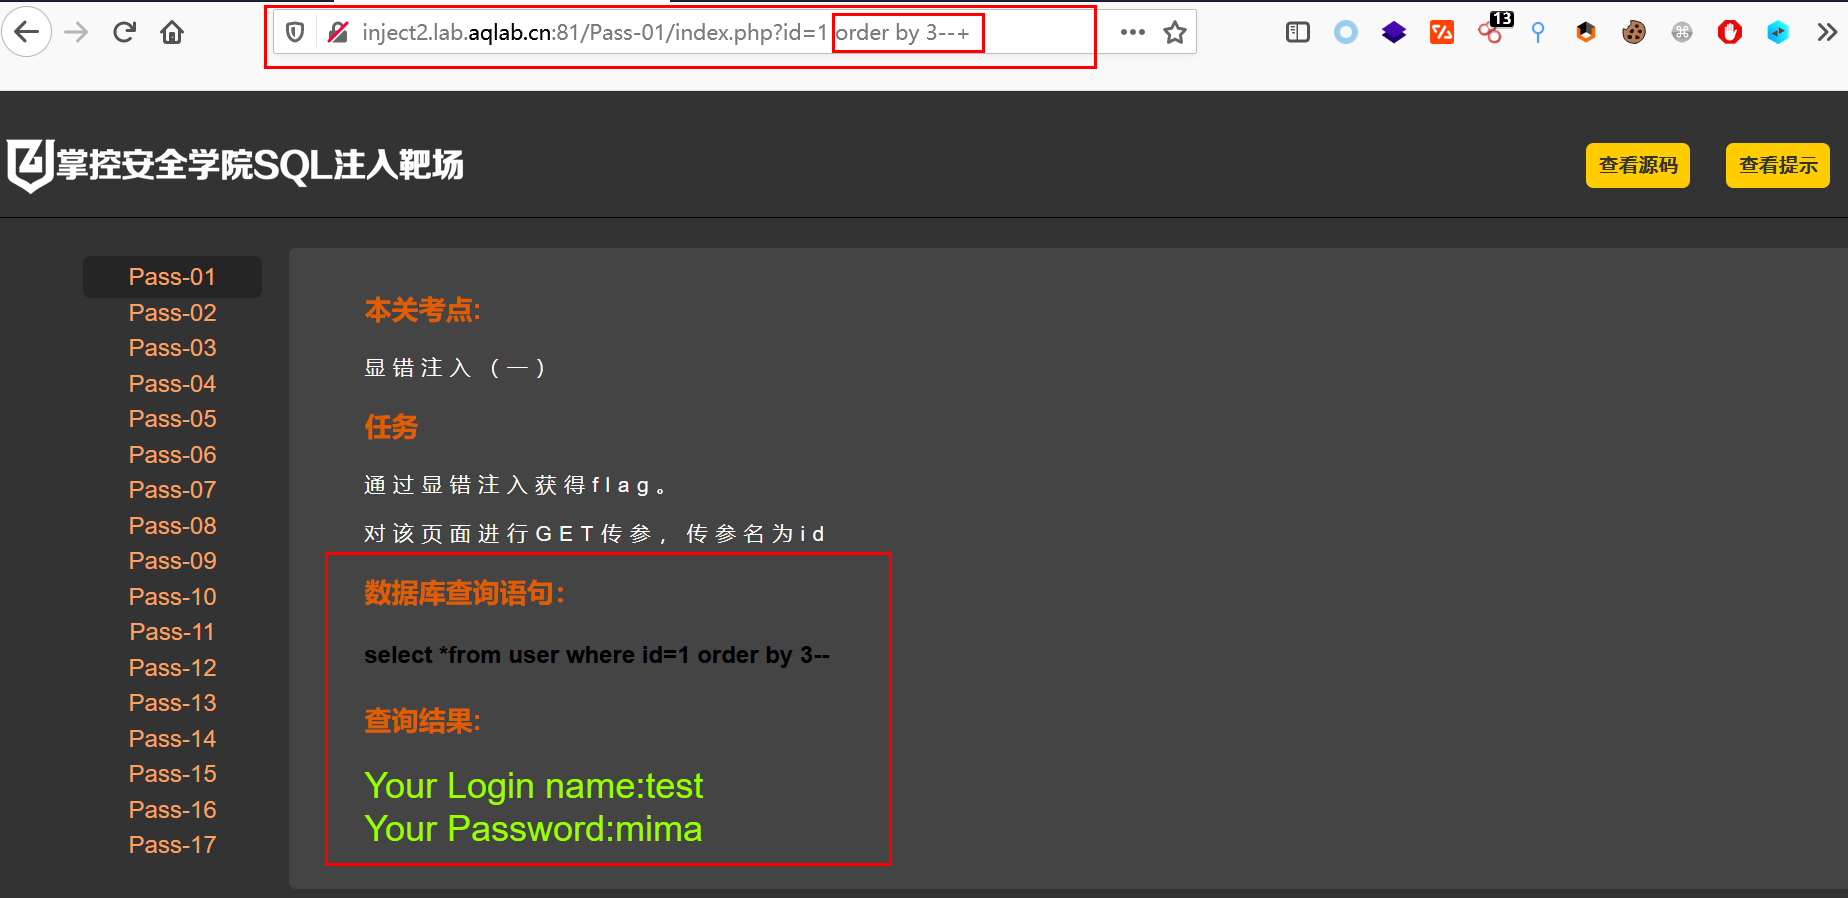 inject2.lab.aqlab.cn:81/Pass-01/index.php?id=1 order by 3--+
13
掌控安全学院SQL注入靶场
查看源码
查看提示
Pass-01
Pass-02
Pass-03
Pass-04
Pass-05
Pass-06
Pass-07
Pass-08
Pass-09
Pass-10
Pass-11
Pass-12
Pass-13
Pass-14
Pass-15
Pass-16
Pass-17
本关考点:
显错注入（一）
任务
通过显错注入获得flag。
对该页面进行GET传参，传参名为id
数据库查询语句：
select *from user where id=1 order by 3--
查询结果:
Your Login name:test
Your Password:mima